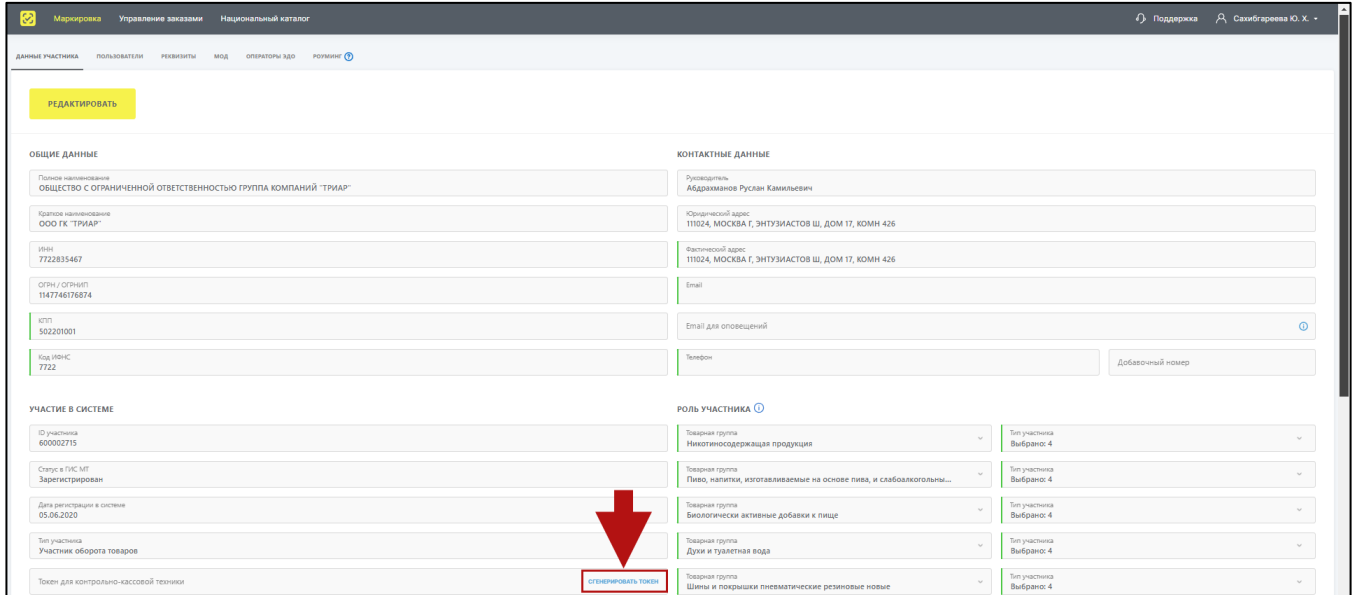 Маркировка Управление заказами Национальный каталог Поддержка Сахибгареева Ю. Х.
ДАННЫЕ УЧАСТНИКА ПОЛЬЗОВАТЕЛИ РЕКВИЗИТЫ МОД ОПЕРАТОРЫ ЭДО РОУМИНГ ?
РЕДАКТИРОВАТЬ
ОБЩИЕ ДАННЫЕ
Полное наименование
ОБЩЕСТВО С ОГРАНИЧЕННОЙ ОТВЕТСТВЕННОСТЬЮ ГРУППА КОМПАНИЙ "ТРИАР"
Краткое наименование
ООО ГК "ТРИАР"
ИНН
7722835467
ОГРН / ОГРНИП
1147746176874
КПП
502201001
Код ИФНС
7722
КОНТАКТНЫЕ ДАННЫЕ
Руководитель
Абдрахманов Руслан Камильевич
Юридический адрес
111024, МОСКВА Г, ЭНТУЗИАСТОВ Ш, ДОМ 17, КОМН 426
Фактический адрес
111024, МОСКВА Г, ЭНТУЗИАСТОВ Ш, ДОМ 17, КОМН 426
Email
Email для оповещений
Телефон
Добавочный номер
УЧАСТИЕ В СИСТЕМЕ
ID участника
600002715
Статус в ГИС МТ
Зарегистрирован
Дата регистрации в системе
05.06.2020
Тип участника
Участник оборота товаров
Токен для контрольно-кассовой техники СГЕНЕРИРОВАТЬ ТОКЕН
РОЛЬ УЧАСТНИКА
Товарная группа Тип участника
Никотиносодержащая продукция Выбрано: 4
Товарная группа Тип участника
Пиво, напитки, изготавливаемые на основе пива, и слабоалкогольны... Выбрано: 4
Товарная группа Тип участника
Биологически активные добавки к пище Выбрано: 4
Товарная группа Тип участника
Духи и туалетная вода Выбрано: 4
Товарная группа Тип участника
Шины и покрышки пневматические резиновые новые Выбрано: 4